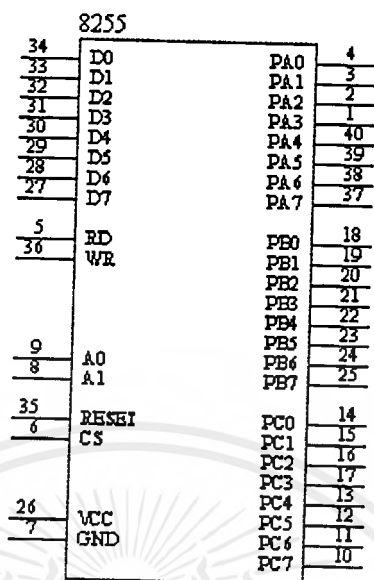 8255
34 D0 PA0 4
33 D1 PA1 3
32 D2 PA2 2
31 D3 PA3 1
30 D4 PA4 40
29 D5 PA5 39
28 D6 PA6 38
27 D7 PA7 37
5 RD PB0 18
36 WR PB1 19
PB2 20
PB3 21
PB4 22
PB5 23
9 A0 PB6 24
8 A1 PB7 25
35 RESET PC0 14
6 CS PC1 15
PC2 16
PC3 17
26 VCC PC4 13
7 GND PC5 12
PC6 11
PC7 10